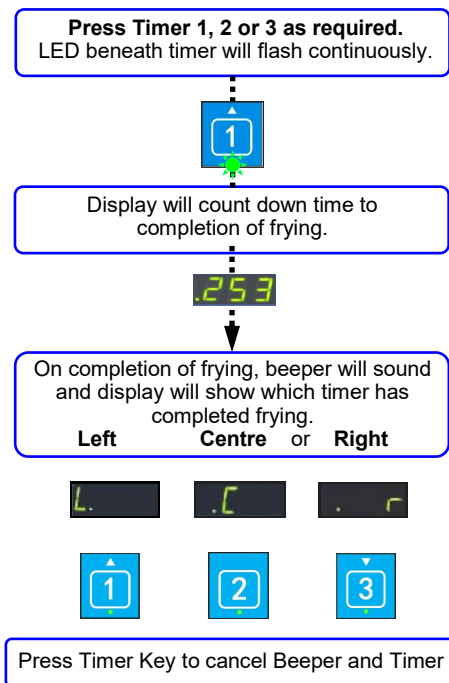 Press Timer 1, 2 or 3 as required.
LED beneath timer will flash continuously.
1
Display will count down time to
completion of frying.
.253
On completion of frying, beeper will sound
and display will show which timer has
completed frying.
Left Centre or Right
L. .C . r
1 2 3
Press Timer Key to cancel Beeper and Timer